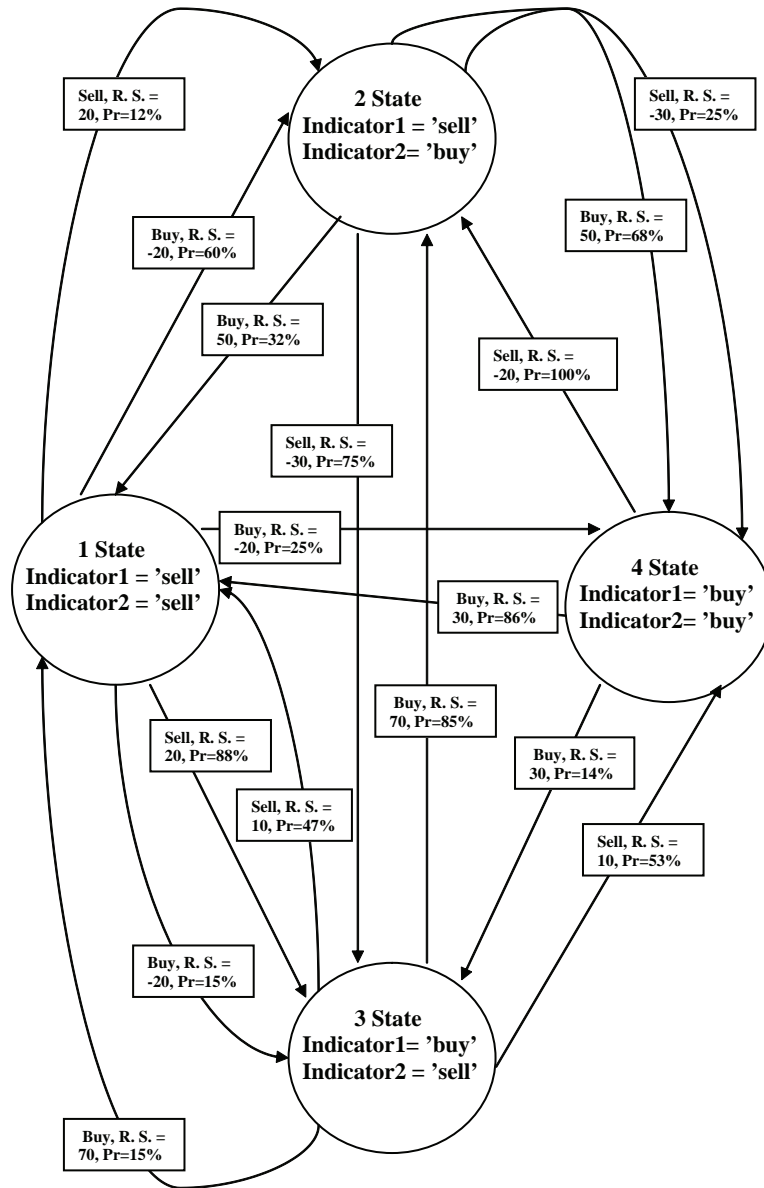 Sell, R. S. =
20, Pr=12%
2 State
Indicator1 = ’sell’
Indicator2= ’buy’
Sell, R. S. =
-30, Pr=25%
Buy, R. S. =
-20, Pr=60%
Buy, R. S. =
50, Pr=68%
Buy, R. S. =
50, Pr=32%
Sell, R. S. =
-20, Pr=100%
Sell, R. S. =
-30, Pr=75%
Buy, R. S. =
-20, Pr=25%
1 State
Indicator1 = ’sell’
Indicator2 = ’sell’
4 State
Indicator1= ’buy’
Indicator2= ’buy’
Buy, R. S. =
30, Pr=86%
Buy, R. S. =
70, Pr=85%
Sell, R. S. =
20, Pr=88%
Buy, R. S. =
30, Pr=14%
Sell, R. S. =
10, Pr=47%
Sell, R. S. =
10, Pr=53%
Buy, R. S. =
-20, Pr=15%
3 State
Indicator1= ’buy’
Indicator2 = ’sell’
Buy, R. S. =
70, Pr=15%